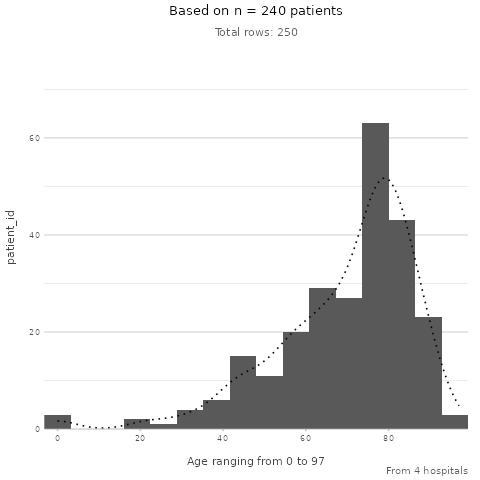 Based on n = 240 patients
Total rows: 250
60
40
20
0
patient_id
0 20 40 60 80
Age ranging from 0 to 97
From 4 hospitals